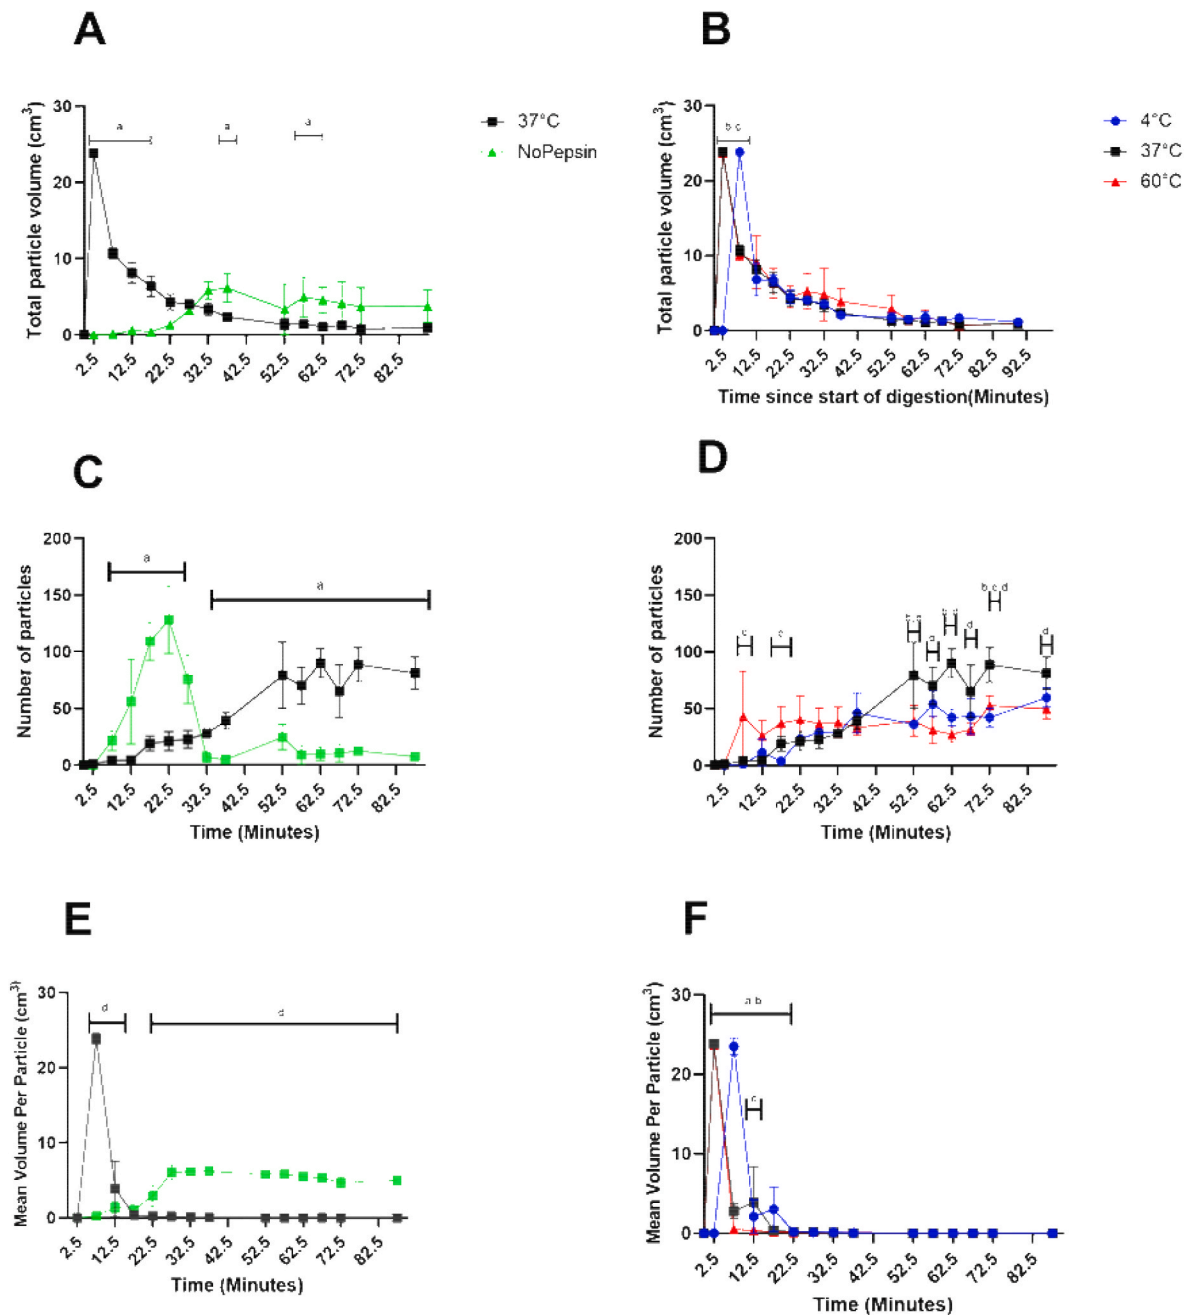 A
B
Total particle volume (cm³)
30
20
10
0
a
a
a
2.5
12.5
22.5
32.5
42.5
52.5
62.5
72.5
82.5
37°C
NoPepsin
Total particle volume (cm³)
30
20
10
0
b c
2.5
12.5
22.5
32.5
42.5
52.5
62.5
72.5
82.5
92.5
Time since start of digestion(Minutes)
4°C
37°C
60°C
C
D
Number of particles
200
150
100
50
0
a
a
2.5
12.5
22.5
32.5
42.5
52.5
62.5
72.5
82.5
Time (Minutes)
Number of particles
200
150
100
50
0
b c d
d
2.5
12.5
22.5
32.5
42.5
52.5
62.5
72.5
82.5
Time (Minutes)
E
F
Mean Volume Per Particle (cm³)
30
20
10
0
d
d
2.5
12.5
22.5
32.5
42.5
52.5
62.5
72.5
82.5
Time (Minutes)
Mean Volume Per Particle (cm³)
30
20
10
0
a b
c
2.5
12.5
22.5
32.5
42.5
52.5
62.5
72.5
82.5
Time (Minutes)